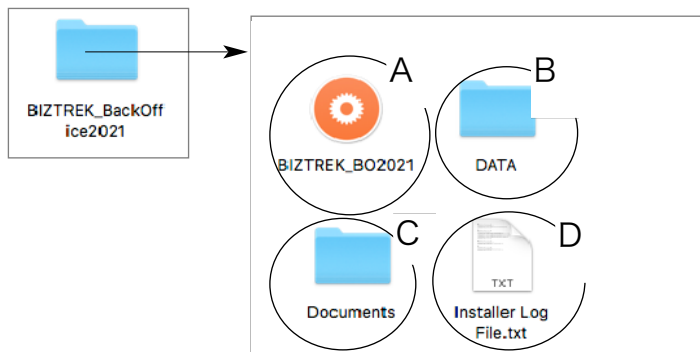 BIZTREK_BackOff
ice2021
A
BIZTREK_BO2021
B
DATA
C
Documents
D
TXT
Installer Log
File.txt